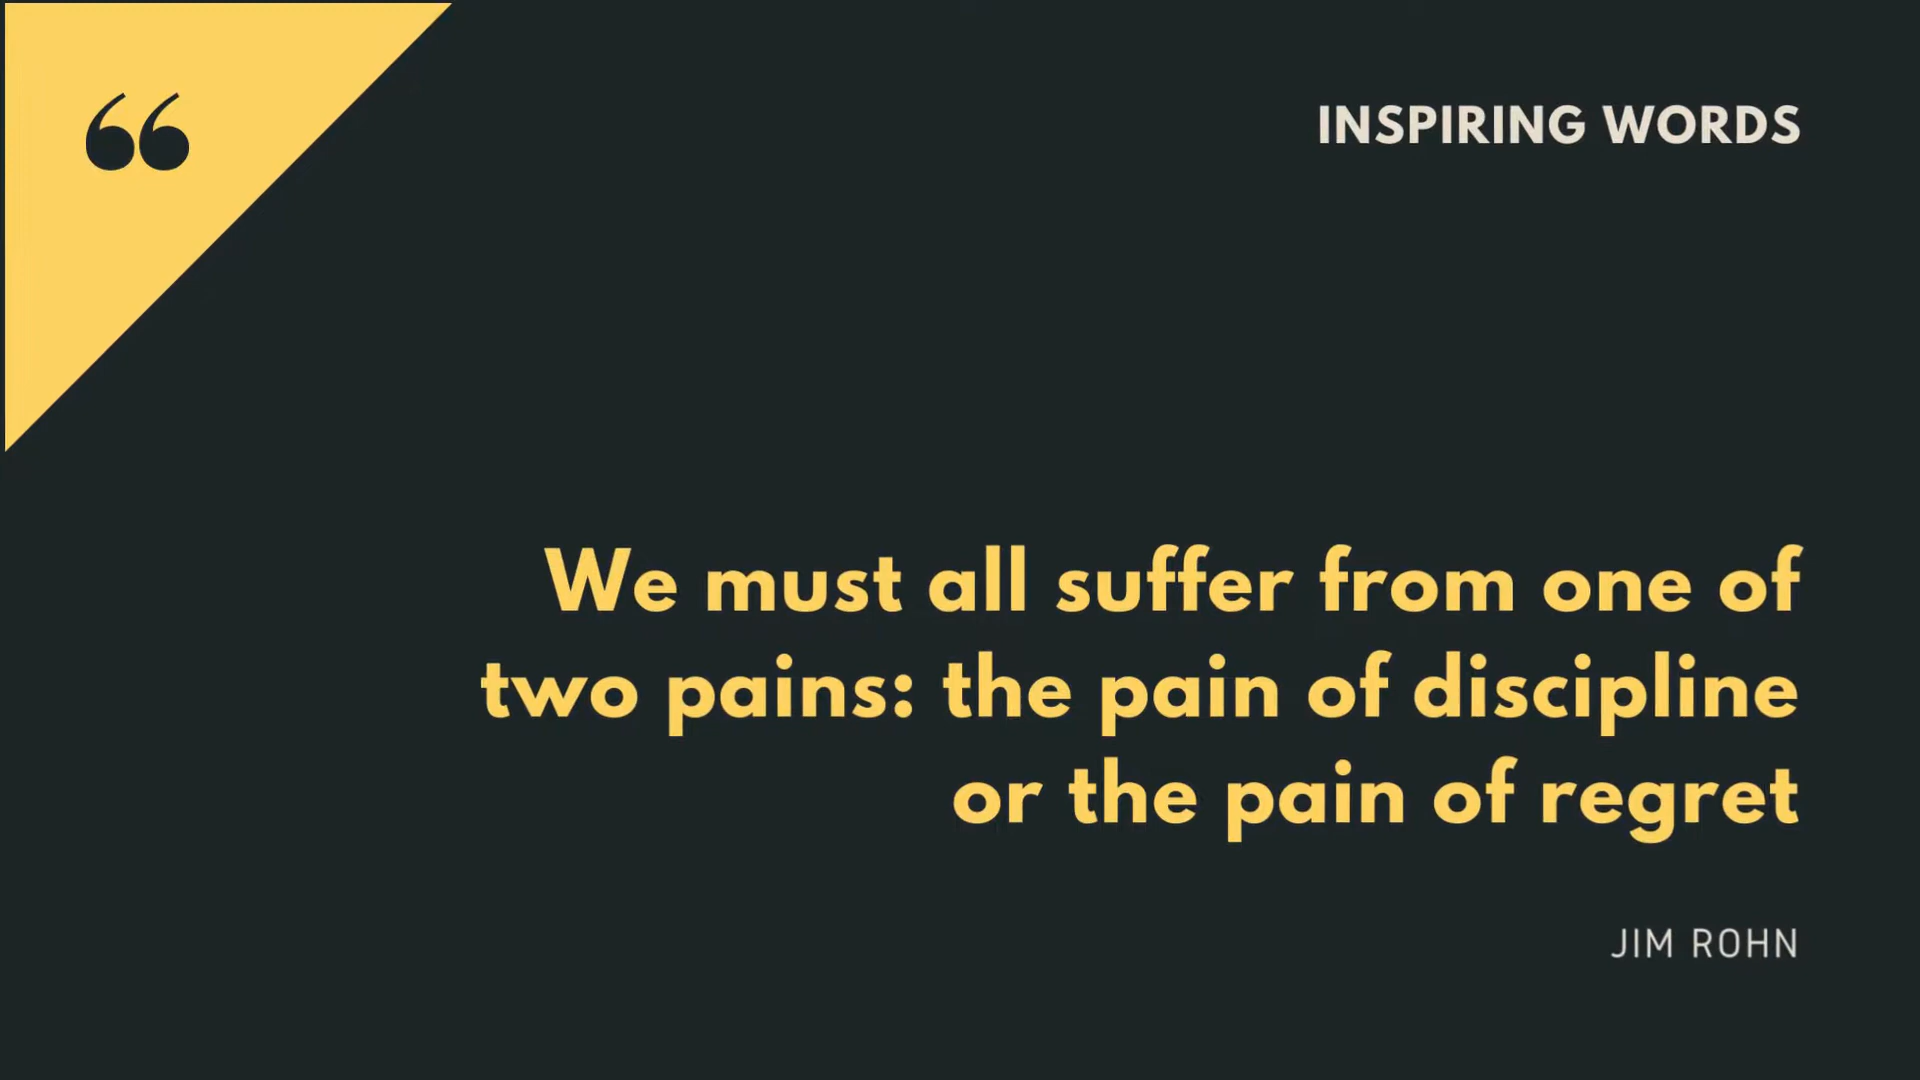 “
INSPIRING WORDS
We must all suffer from one of
two pains: the pain of discipline
or the pain of regret
JIM ROHN